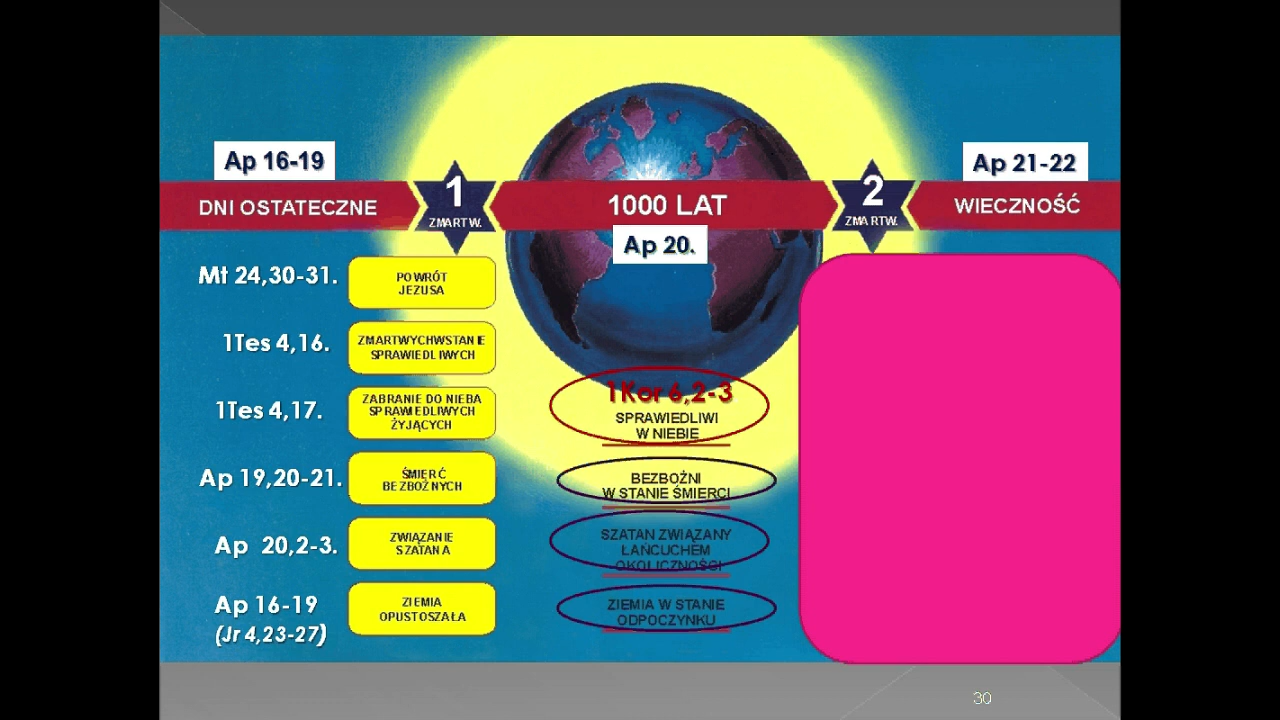 Ap 16-19
Ap 21-22
DNI OSTATECZNE
1
ZMARTW.
1000 LAT
2
ZMARTW.
WIECZNOŚĆ
Ap 20.
Mt 24,30-31.
POWRÓT
JEZUSA
1Tes 4,16.
ZMARTWYCHWSTANIE
SPRAWIEDLIWYCH
1Tes 4,17.
ZABRANIE DO NIEBA
SPRAWIEDLIWYCH
ŻYJĄCYCH
Ap 19,20-21.
ŚMIERĆ
BEZBOŻNYCH
Ap 20,2-3.
ZWIĄZANIE
SZATANA
Ap 16-19
(Jr 4,23-27)
ZIEMIA
OPUSTOSZAŁA
1Kor 6,2-3
SPRAWIEDLIWI
W NIEBIE
BEZBOŻNI
W STANIE ŚMIERCI
SZATAN ZWIĄZANY
ŁAŃCUCHEM
OKOLICZNOŚCI
ZIEMIA W STANIE
ODPOCZYNKU
30